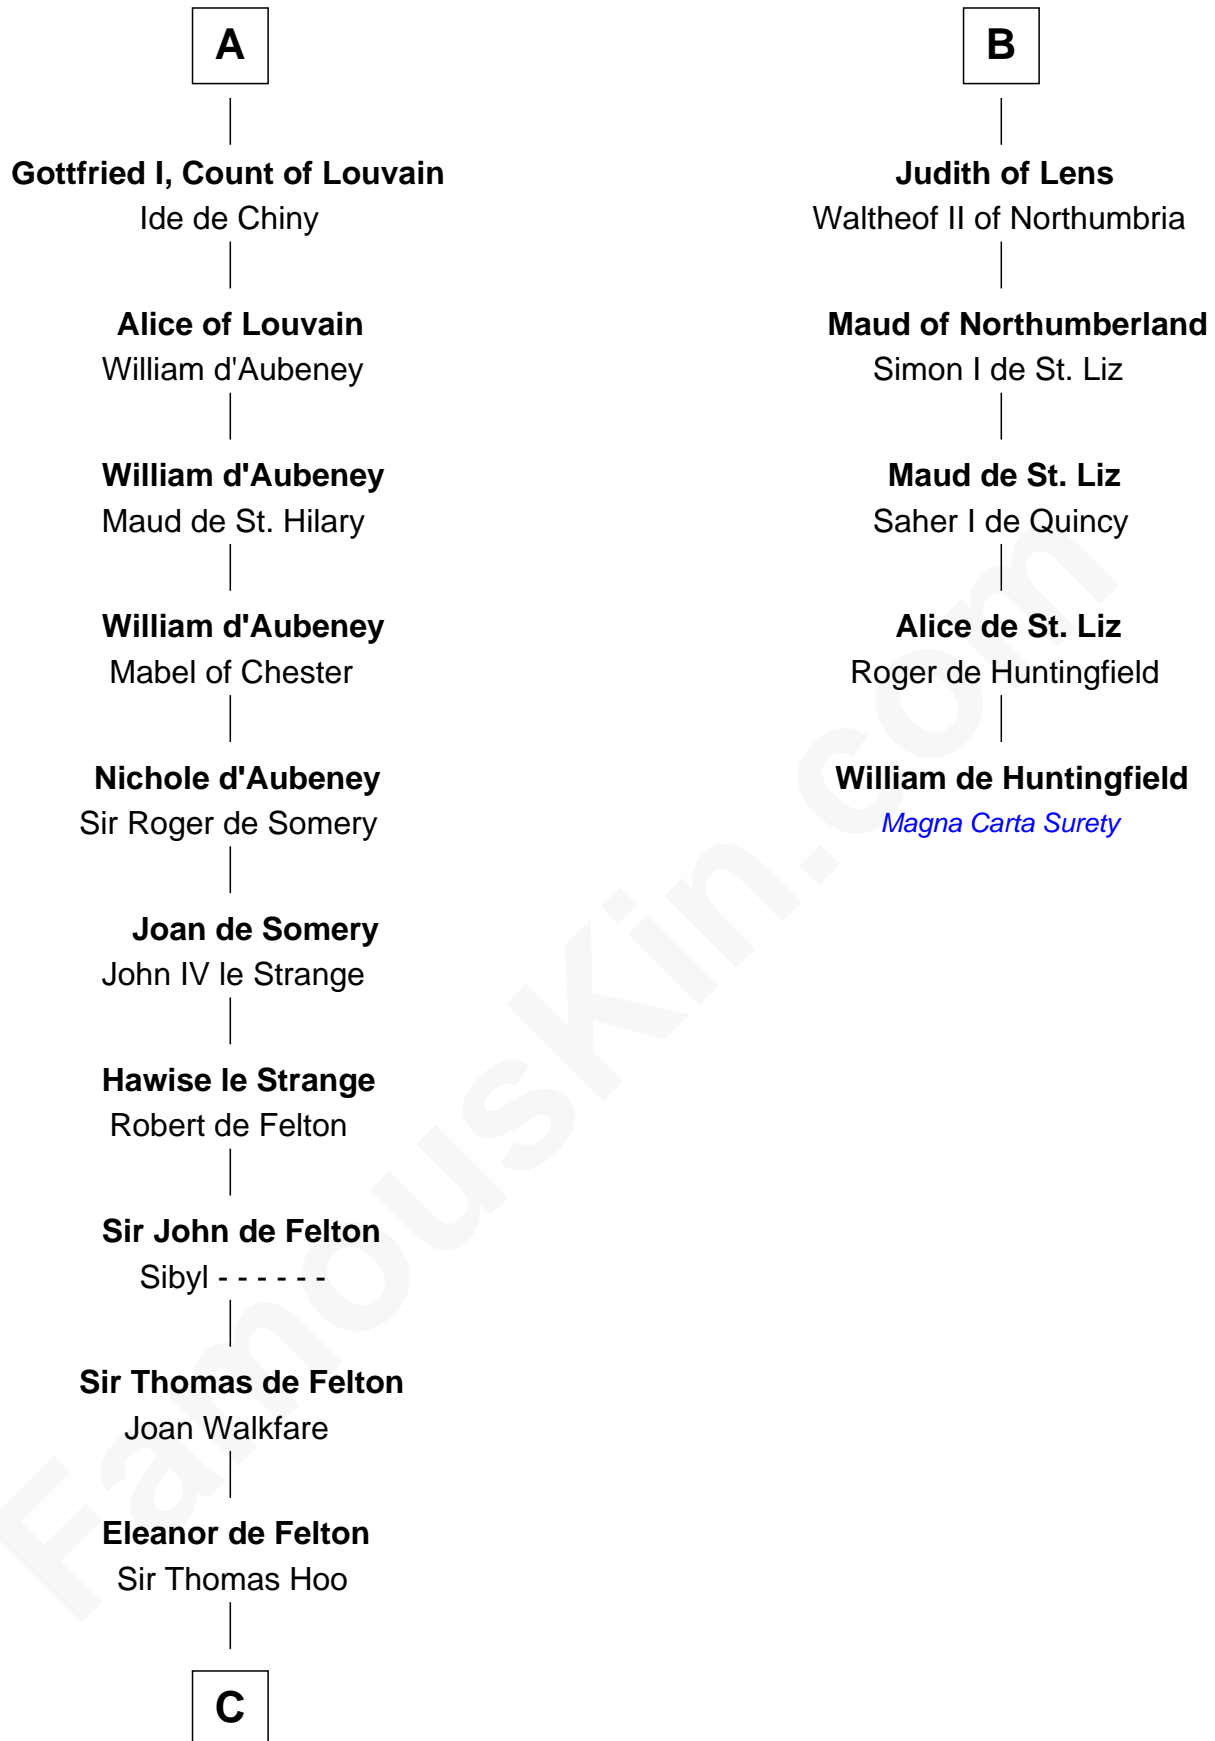 A
Gottfried I, Count of Louvain
Ide de Chiny
Alice of Louvain
William d'Aubeney
William d'Aubeney
Maud de St. Hilary
William d'Aubeney
Mabel of Chester
Nichole d'Aubeney
Sir Roger de Somery
Joan de Somery
John IV le Strange
Hawise le Strange
Robert de Felton
Sir John de Felton
Sibyl - - - - - -
Sir Thomas de Felton
Joan Walkfare
Eleanor de Felton
Sir Thomas Hoo
C
B
Judith of Lens
Waltheof II of Northumbria
Maud of Northumberland
Simon I de St. Liz
Maud de St. Liz
Saher I de Quincy
Alice de St. Liz
Roger de Huntingfield
William de Huntingfield
Magna Carta Surety
FamousKin.com